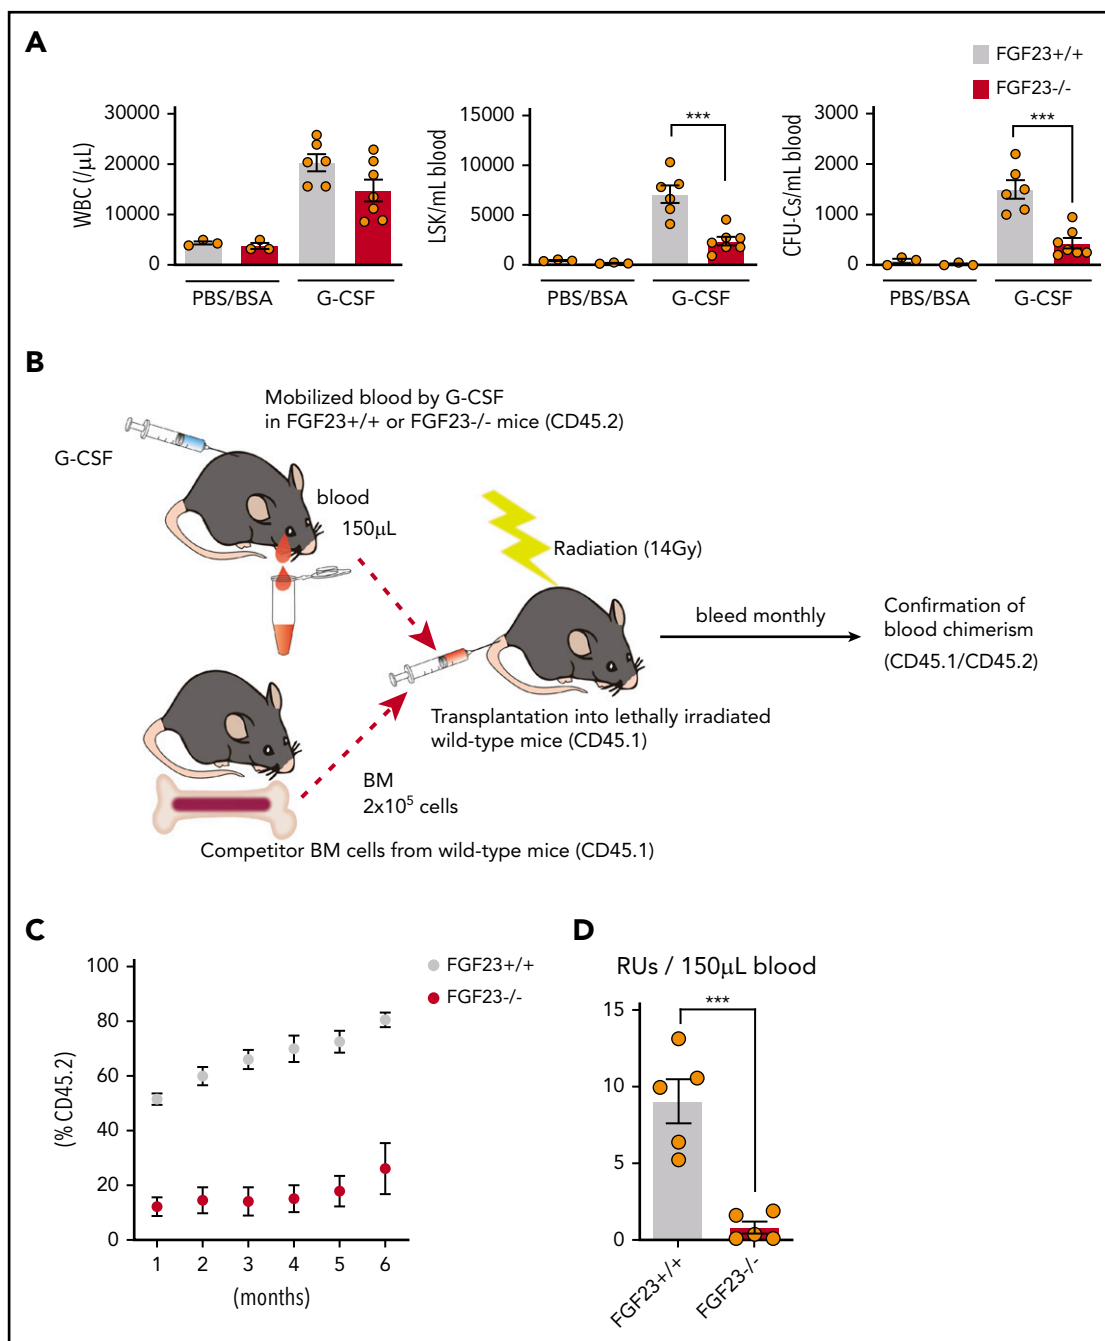 A
FGF23+/+
FGF23-/-
WBC (/µL)
30000
20000
10000
0
PBS/BSA
G-CSF
LSK/mL blood
15000
10000
5000
0
***
PBS/BSA
G-CSF
CFU-Cs/mL blood
3000
2000
1000
0
***
PBS/BSA
G-CSF
B
Mobilized blood by G-CSF
in FGF23+/+ or FGF23-/- mice (CD45.2)
G-CSF
blood
150µL
Radiation (14Gy)
bleed monthly
Confirmation of
blood chimerism
(CD45.1/CD45.2)
Transplantation into lethally irradiated
wild-type mice (CD45.1)
BM
2x10⁵ cells
Competitor BM cells from wild-type mice (CD45.1)
C
FGF23+/+
FGF23-/-
(% CD45.2)
100
80
60
40
20
0
1 2 3 4 5 6
(months)
D
RUs / 150µL blood
15
10
5
0
***
FGF23+/+
FGF23-/-